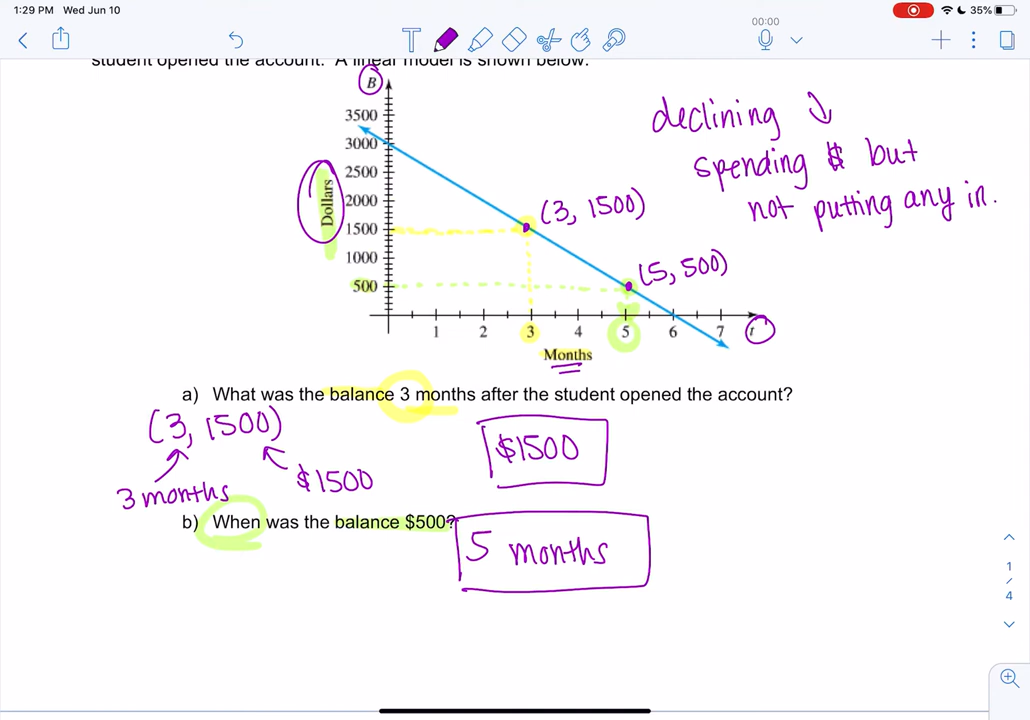 1:29 PM Wed Jun 10
35%
00:00
student opened the account. A linear model is shown below:
B
3500
3000
2500
2000
1500
1000
500
Dollars
1 2 3 4 5 6 7 t
Months
(3, 1500)
(5, 500)
declining ↓
spending $ but
not putting any in.
a) What was the balance 3 months after the student opened the account?
(3, 1500)
$1500
3 months
$1500
b) When was the balance $500?
5 months
1
/
4